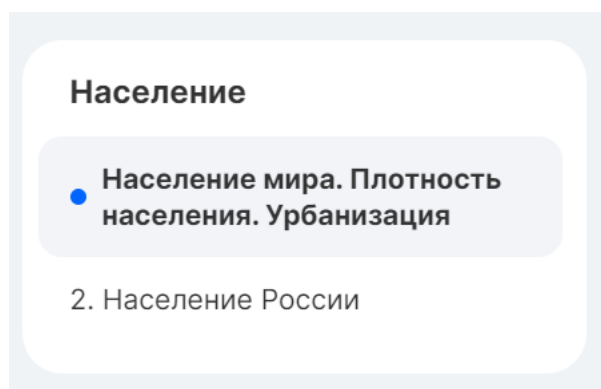 Население
Население мира. Плотность
населения. Урбанизация
2. Население России